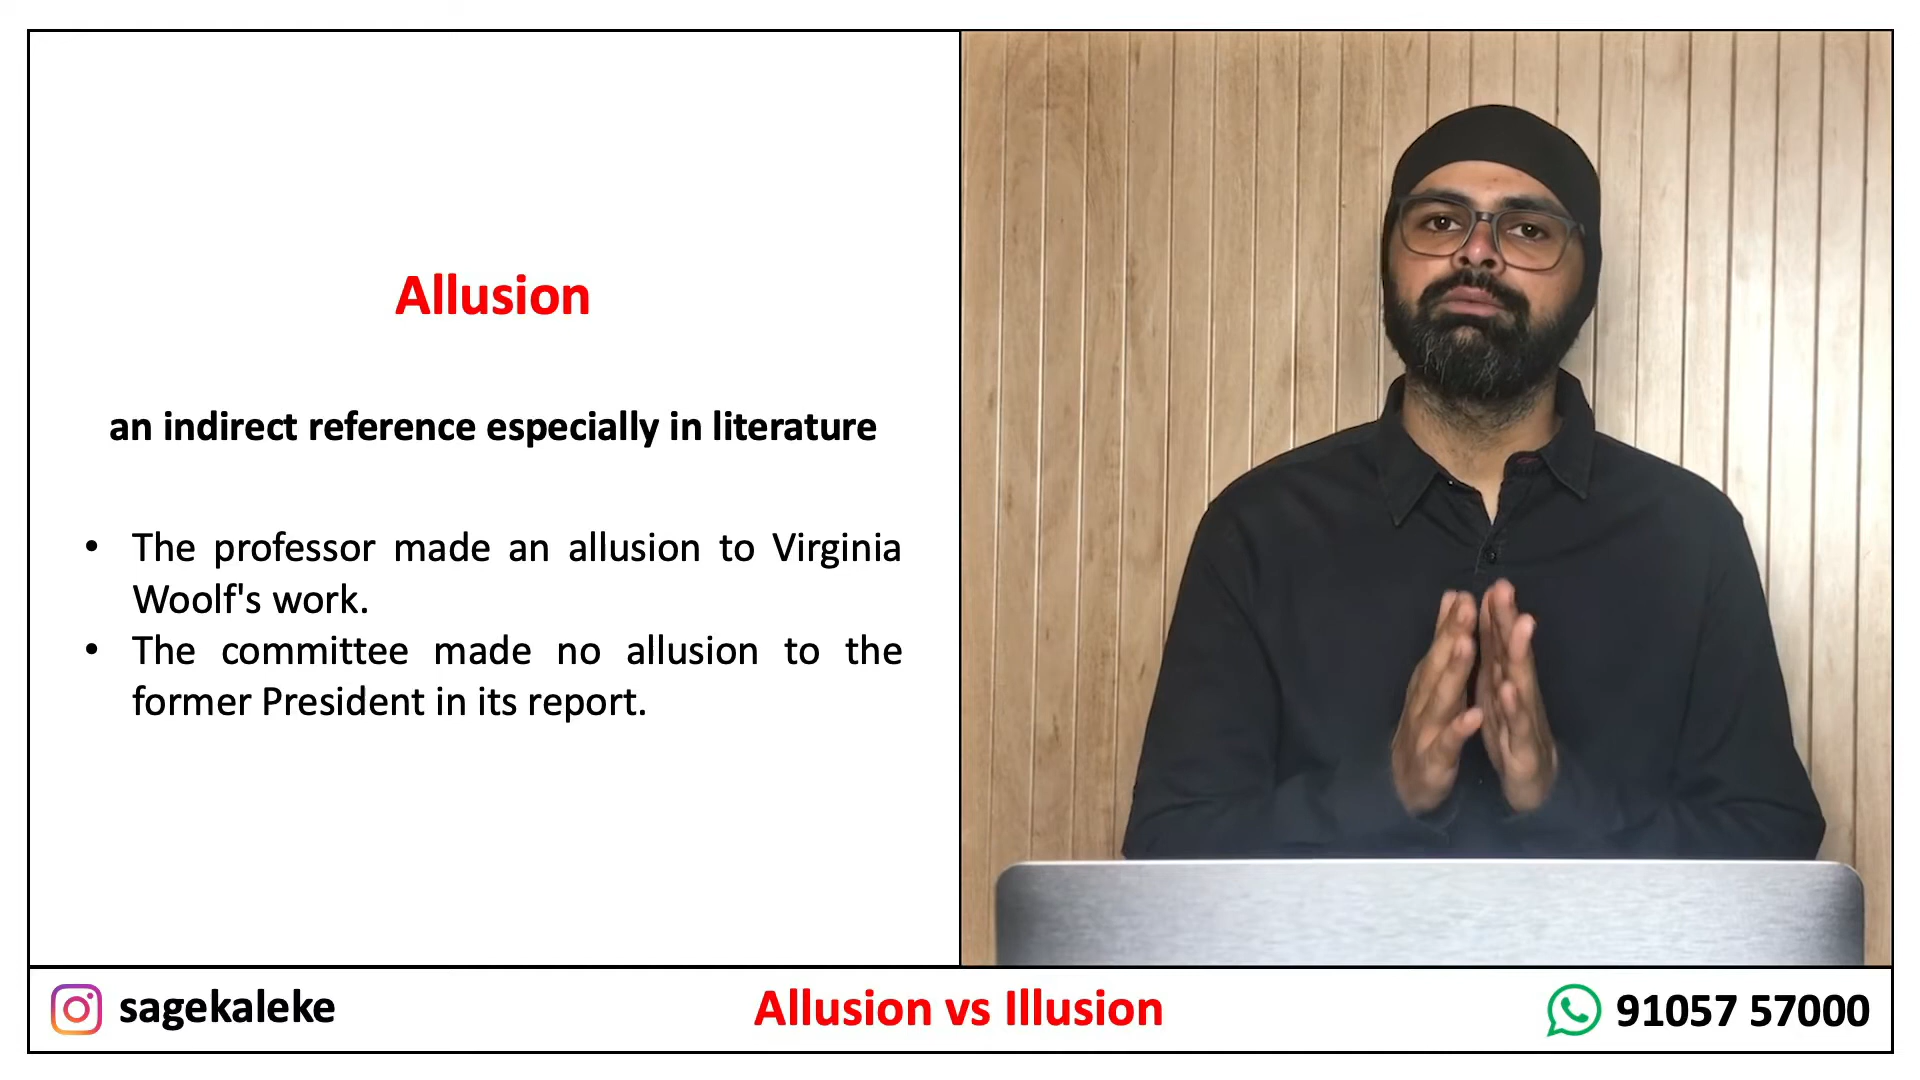 Allusion
an indirect reference especially in literature
• The professor made an allusion to Virginia
Woolf's work.
• The committee made no allusion to the
former President in its report.
sagekaleke
Allusion vs Illusion
91057 57000